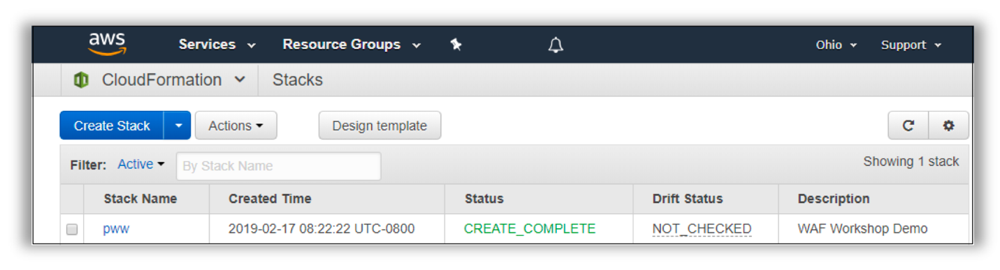 aws Services Resource Groups Ohio Support
CloudFormation Stacks
Create Stack Actions Design template
Filter: Active By Stack Name Showing 1 stack
Stack Name Created Time Status Drift Status Description
pww 2019-02-17 08:22:22 UTC-0800 CREATE_COMPLETE NOT_CHECKED WAF Workshop Demo